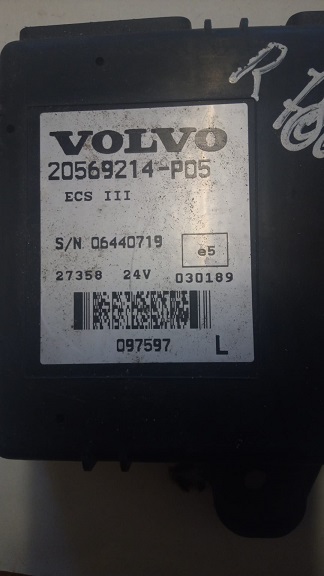 VOLVO
20569214-P05
ECS III
S/N 06440719 e5
27358 24V 030189
097597 L
R